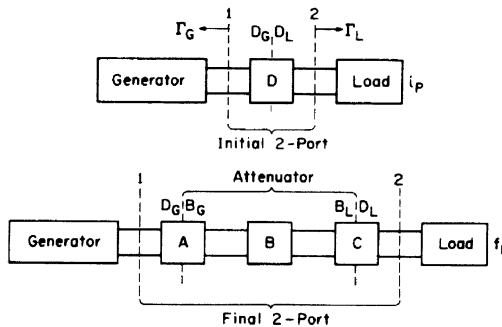 1 2
Γ_G Γ_L
D_G D_L
Generator D Load i_P
Initial 2-Port
Attenuator
1 2
D_G B_G B_L D_L
Generator A B C Load
Final 2-Port